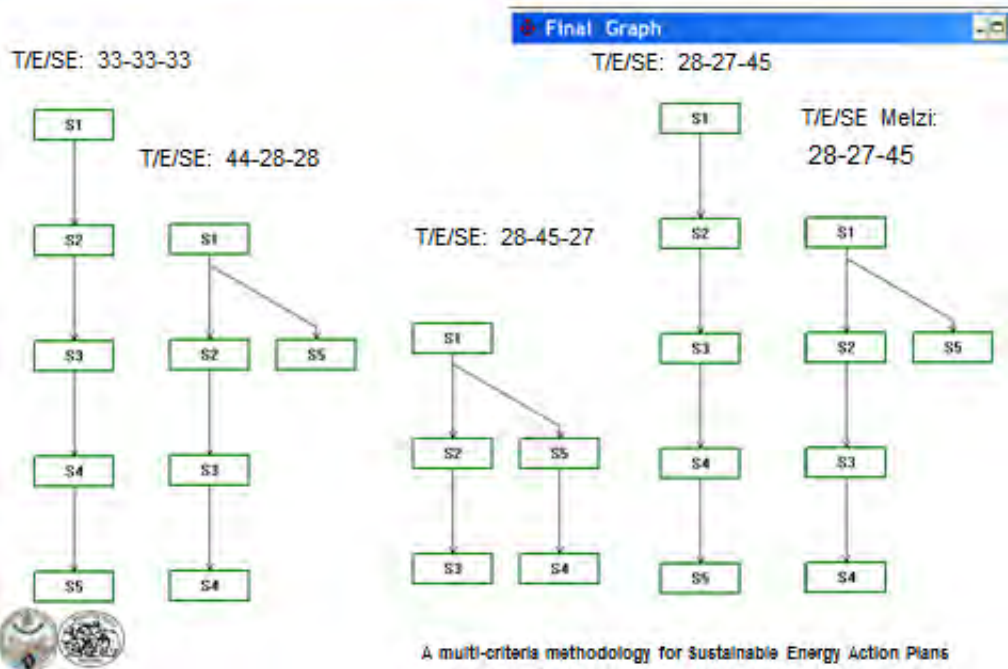 Final Graph
T/E/SE: 33-33-33
S1
S2
S3
S4
S5
T/E/SE: 44-28-28
S1
S2 S5
S3
S4
T/E/SE: 28-45-27
S1
S2 S5
S3 S4
T/E/SE: 28-27-45
S1
S2
S3
S4
S5
T/E/SE Melzi:
28-27-45
S1
S2 S5
S3
S4
A multi-criteria methodology for Sustainable Energy Action Plans